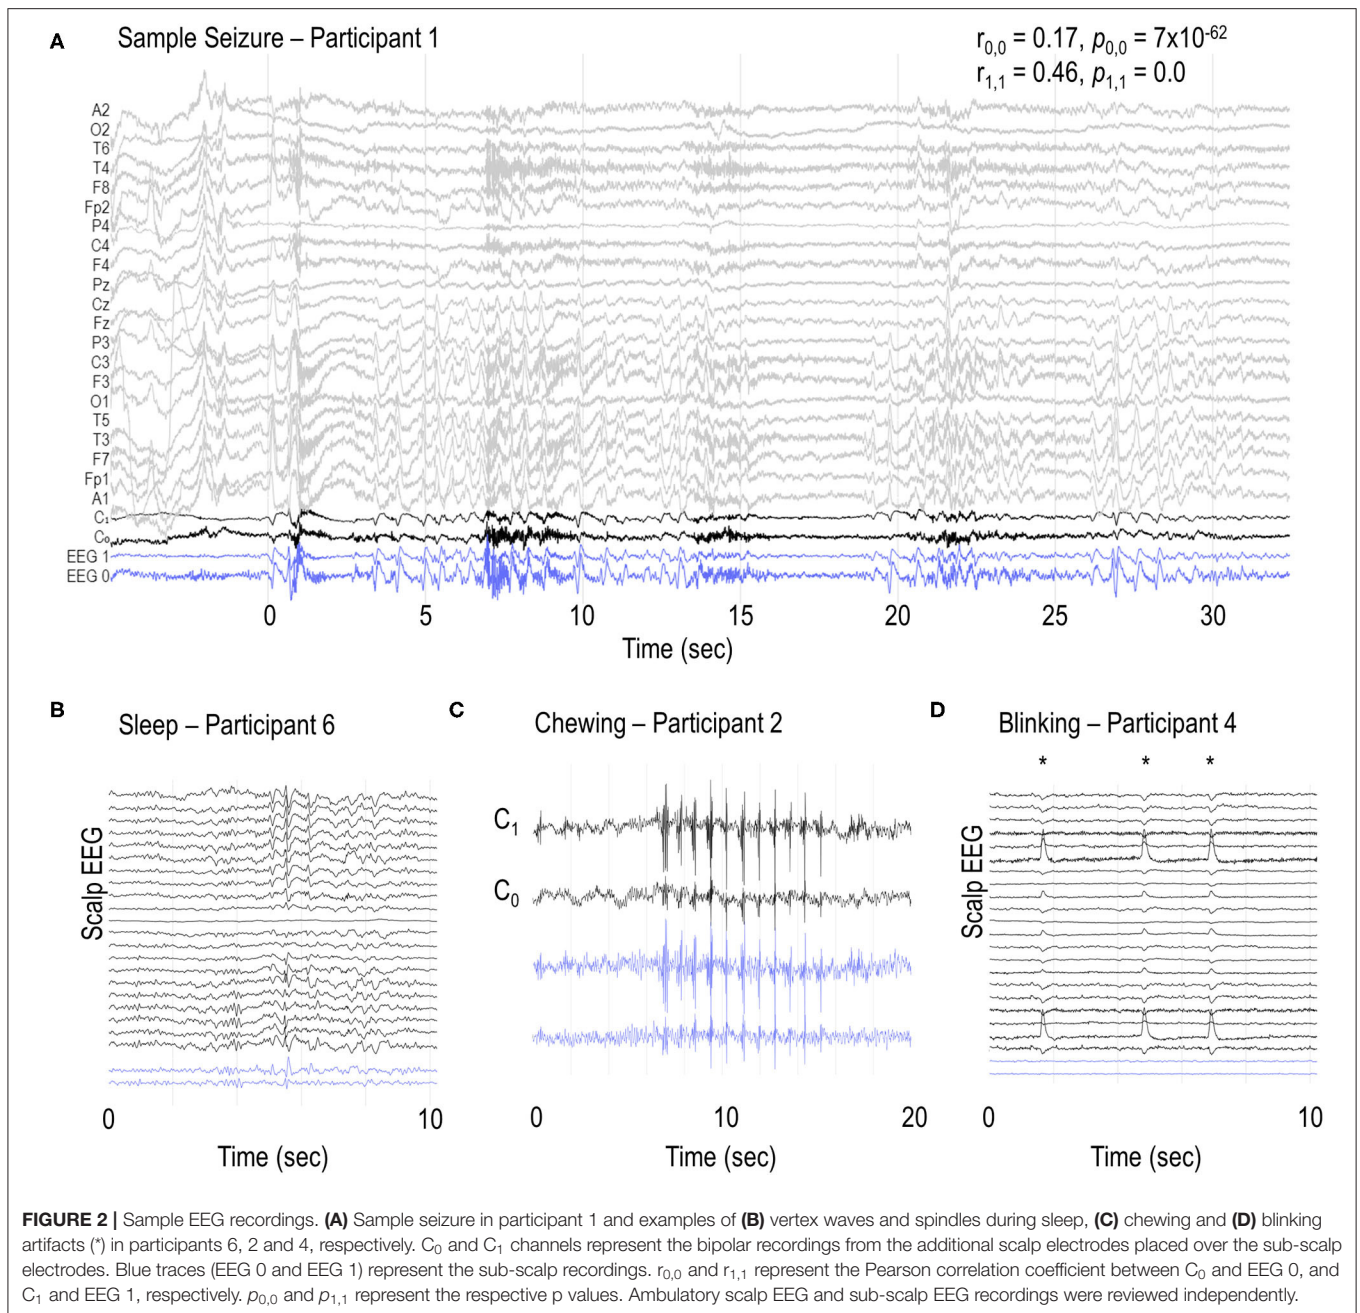 A Sample Seizure – Participant 1
r0,0 = 0.17, p0,0 = 7x10-62
r1,1 = 0.46, p1,1 = 0.0
A2
O2
T6
T4
F8
Fp2
P4
C4
F4
Pz
Cz
Fz
P3
C3
F3
O1
T5
T3
F7
Fp1
A1
C1
C0
EEG 1
EEG 0
0 5 10 15 20 25 30
Time (sec)
B Sleep – Participant 6
Scalp EEG
0 10
Time (sec)
C Chewing – Participant 2
C1
C0
0 10 20
Time (sec)
D Blinking – Participant 4
* * *
Scalp EEG
0 10
Time (sec)
FIGURE 2 | Sample EEG recordings. (A) Sample seizure in participant 1 and examples of (B) vertex waves and spindles during sleep, (C) chewing and (D) blinking
artifacts (*) in participants 6, 2 and 4, respectively. C0 and C1 channels represent the bipolar recordings from the additional scalp electrodes placed over the sub-scalp
electrodes. Blue traces (EEG 0 and EEG 1) represent the sub-scalp recordings. r0,0 and r1,1 represent the Pearson correlation coefficient between C0 and EEG 0, and
C1 and EEG 1, respectively. p0,0 and p1,1 represent the respective p values. Ambulatory scalp EEG and sub-scalp EEG recordings were reviewed independently.